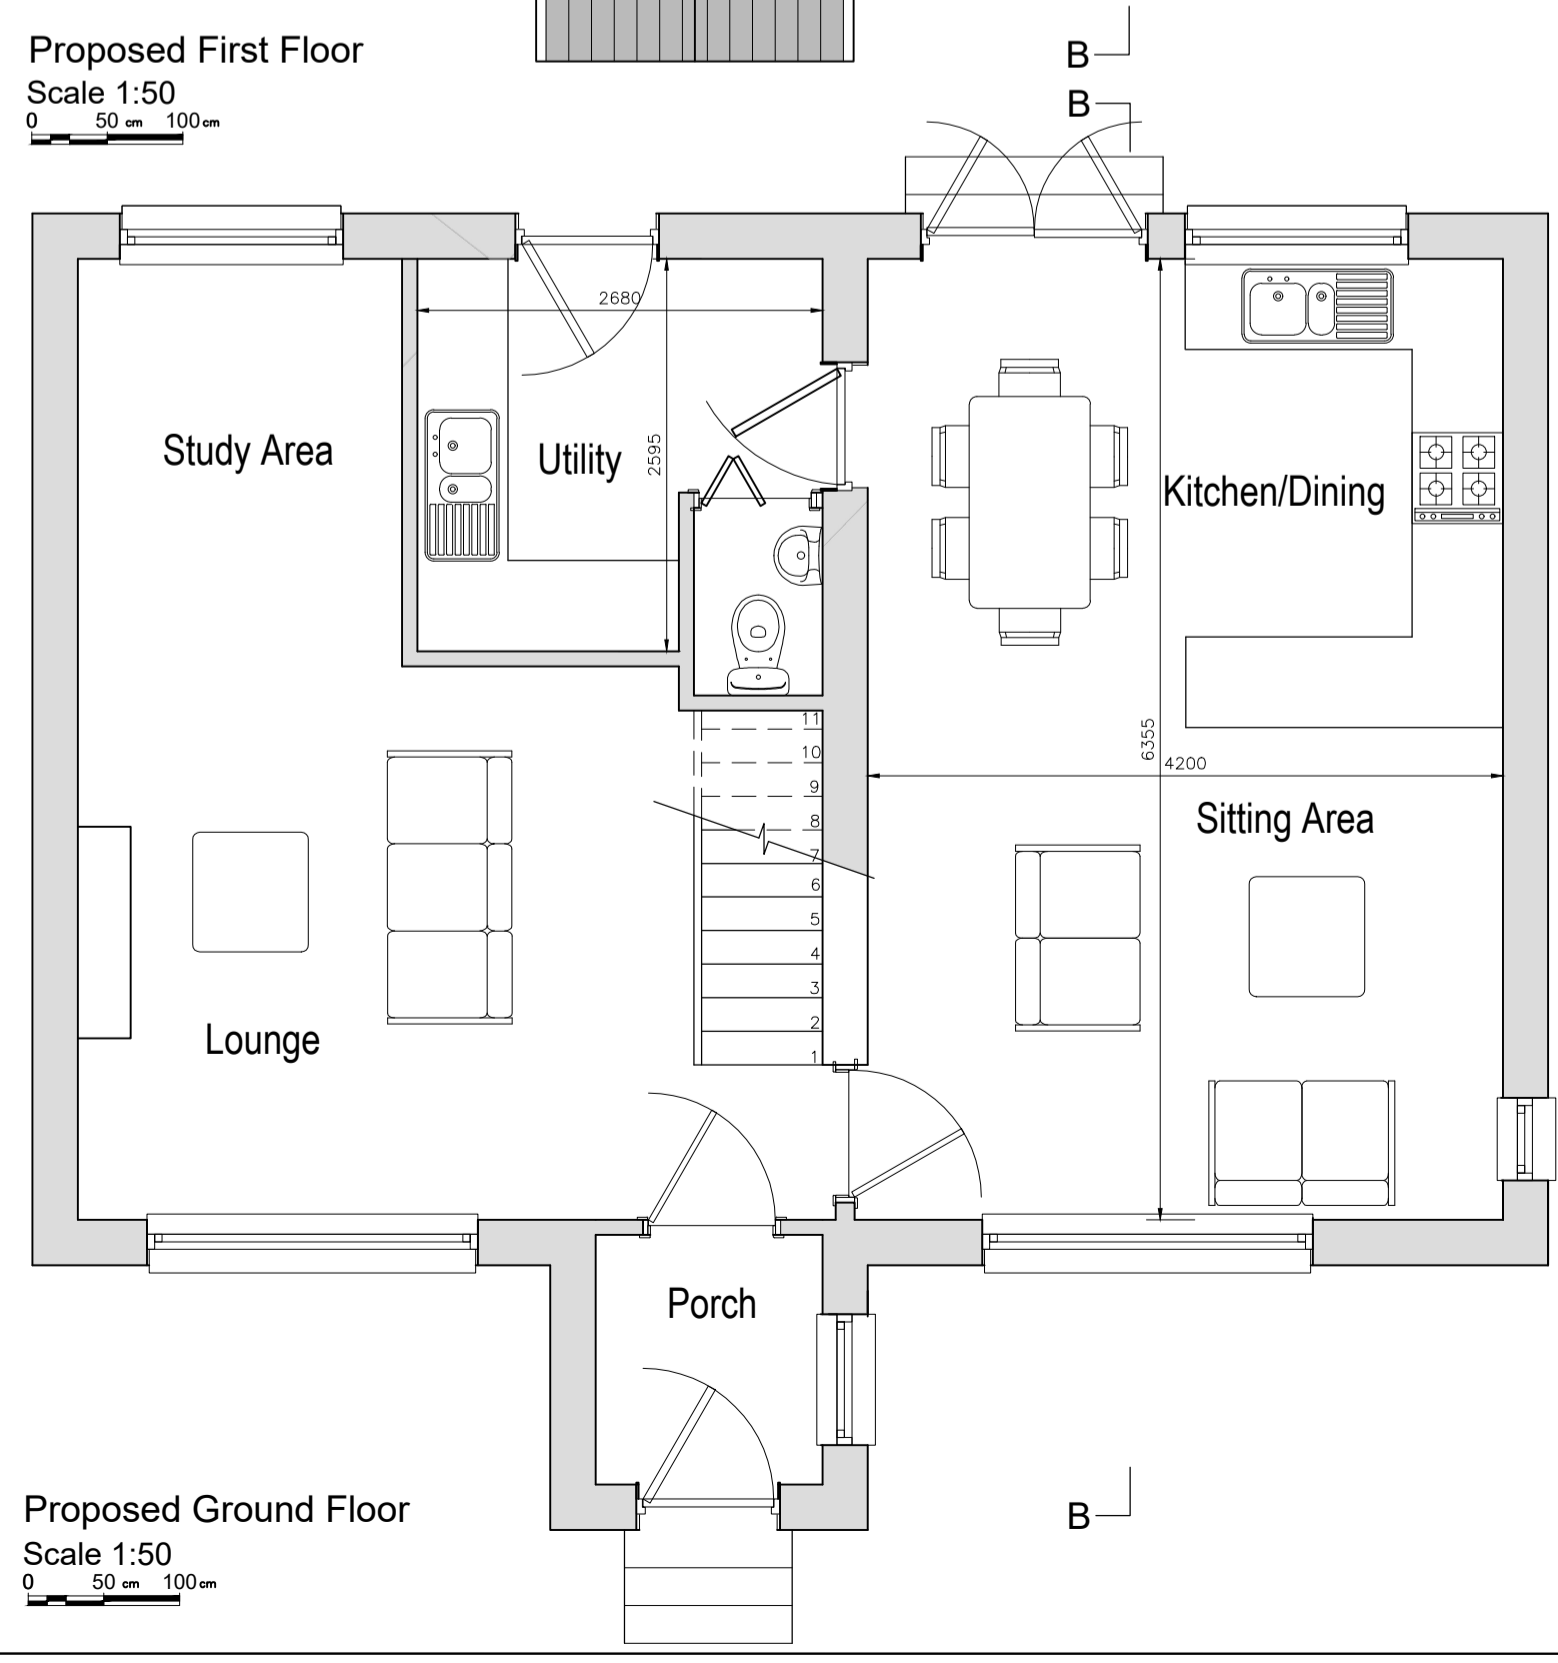 Proposed First Floor
Scale 1:50
0 50 cm 100 cm
B
B
2680
Study Area
Utility
2595
Kitchen/Dining
11
10
9
8
7
6
5
4
3
2
1
6355
4200
Sitting Area
Lounge
Porch
Proposed Ground Floor
Scale 1:50
0 50 cm 100 cm
B